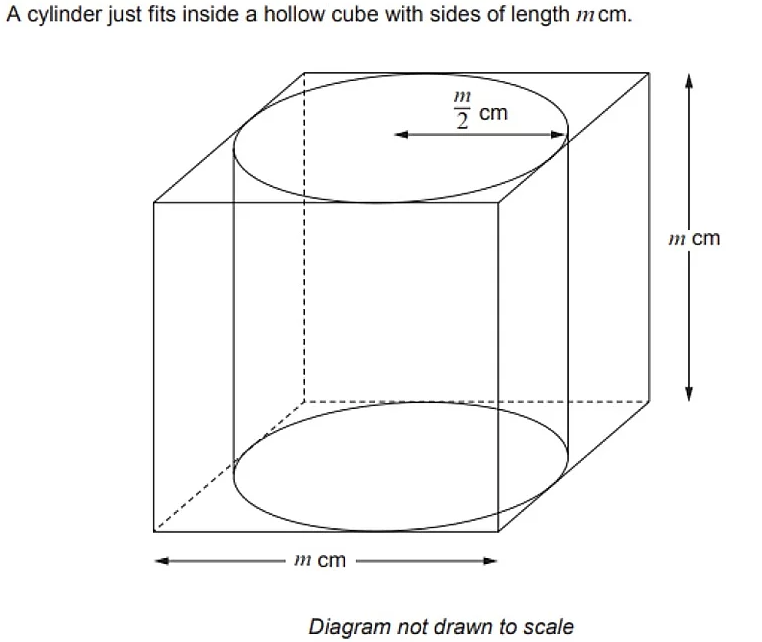 A cylinder just fits inside a hollow cube with sides of length m cm.
m
2
cm
m cm
m cm
Diagram not drawn to scale